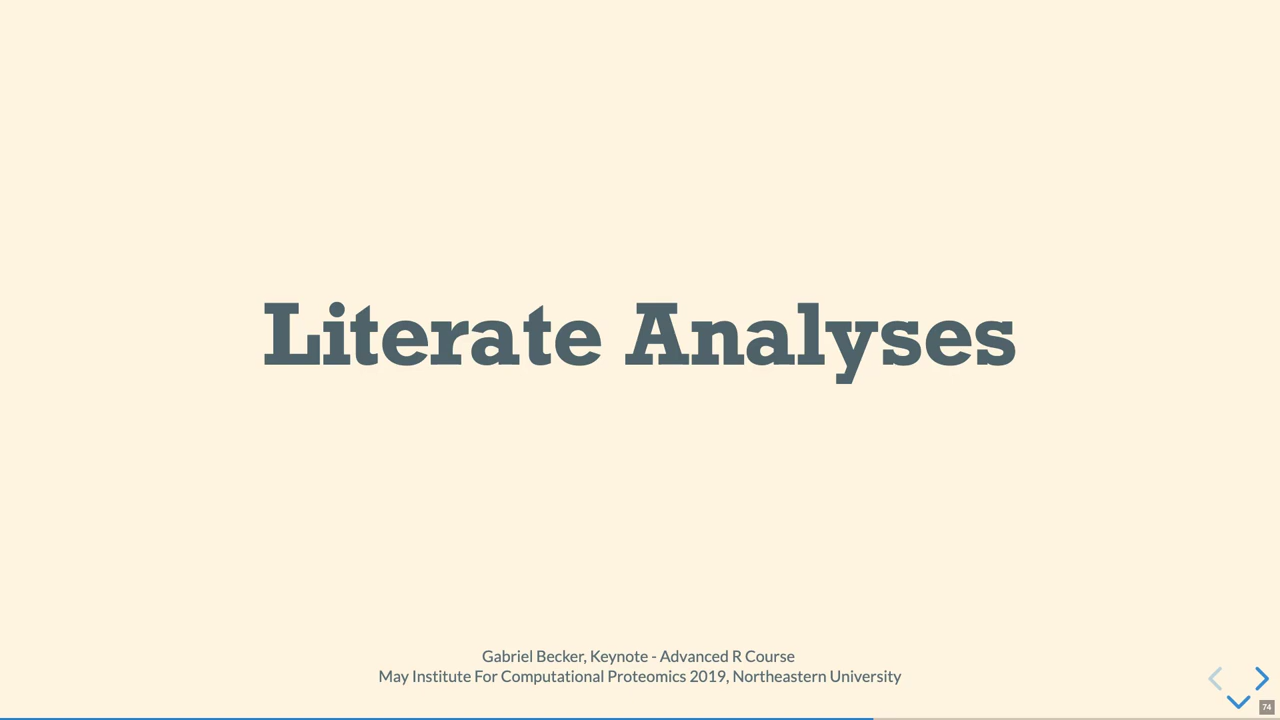 Literate Analyses
Gabriel Becker, Keynote - Advanced R Course
May Institute For Computational Proteomics 2019, Northeastern University
74